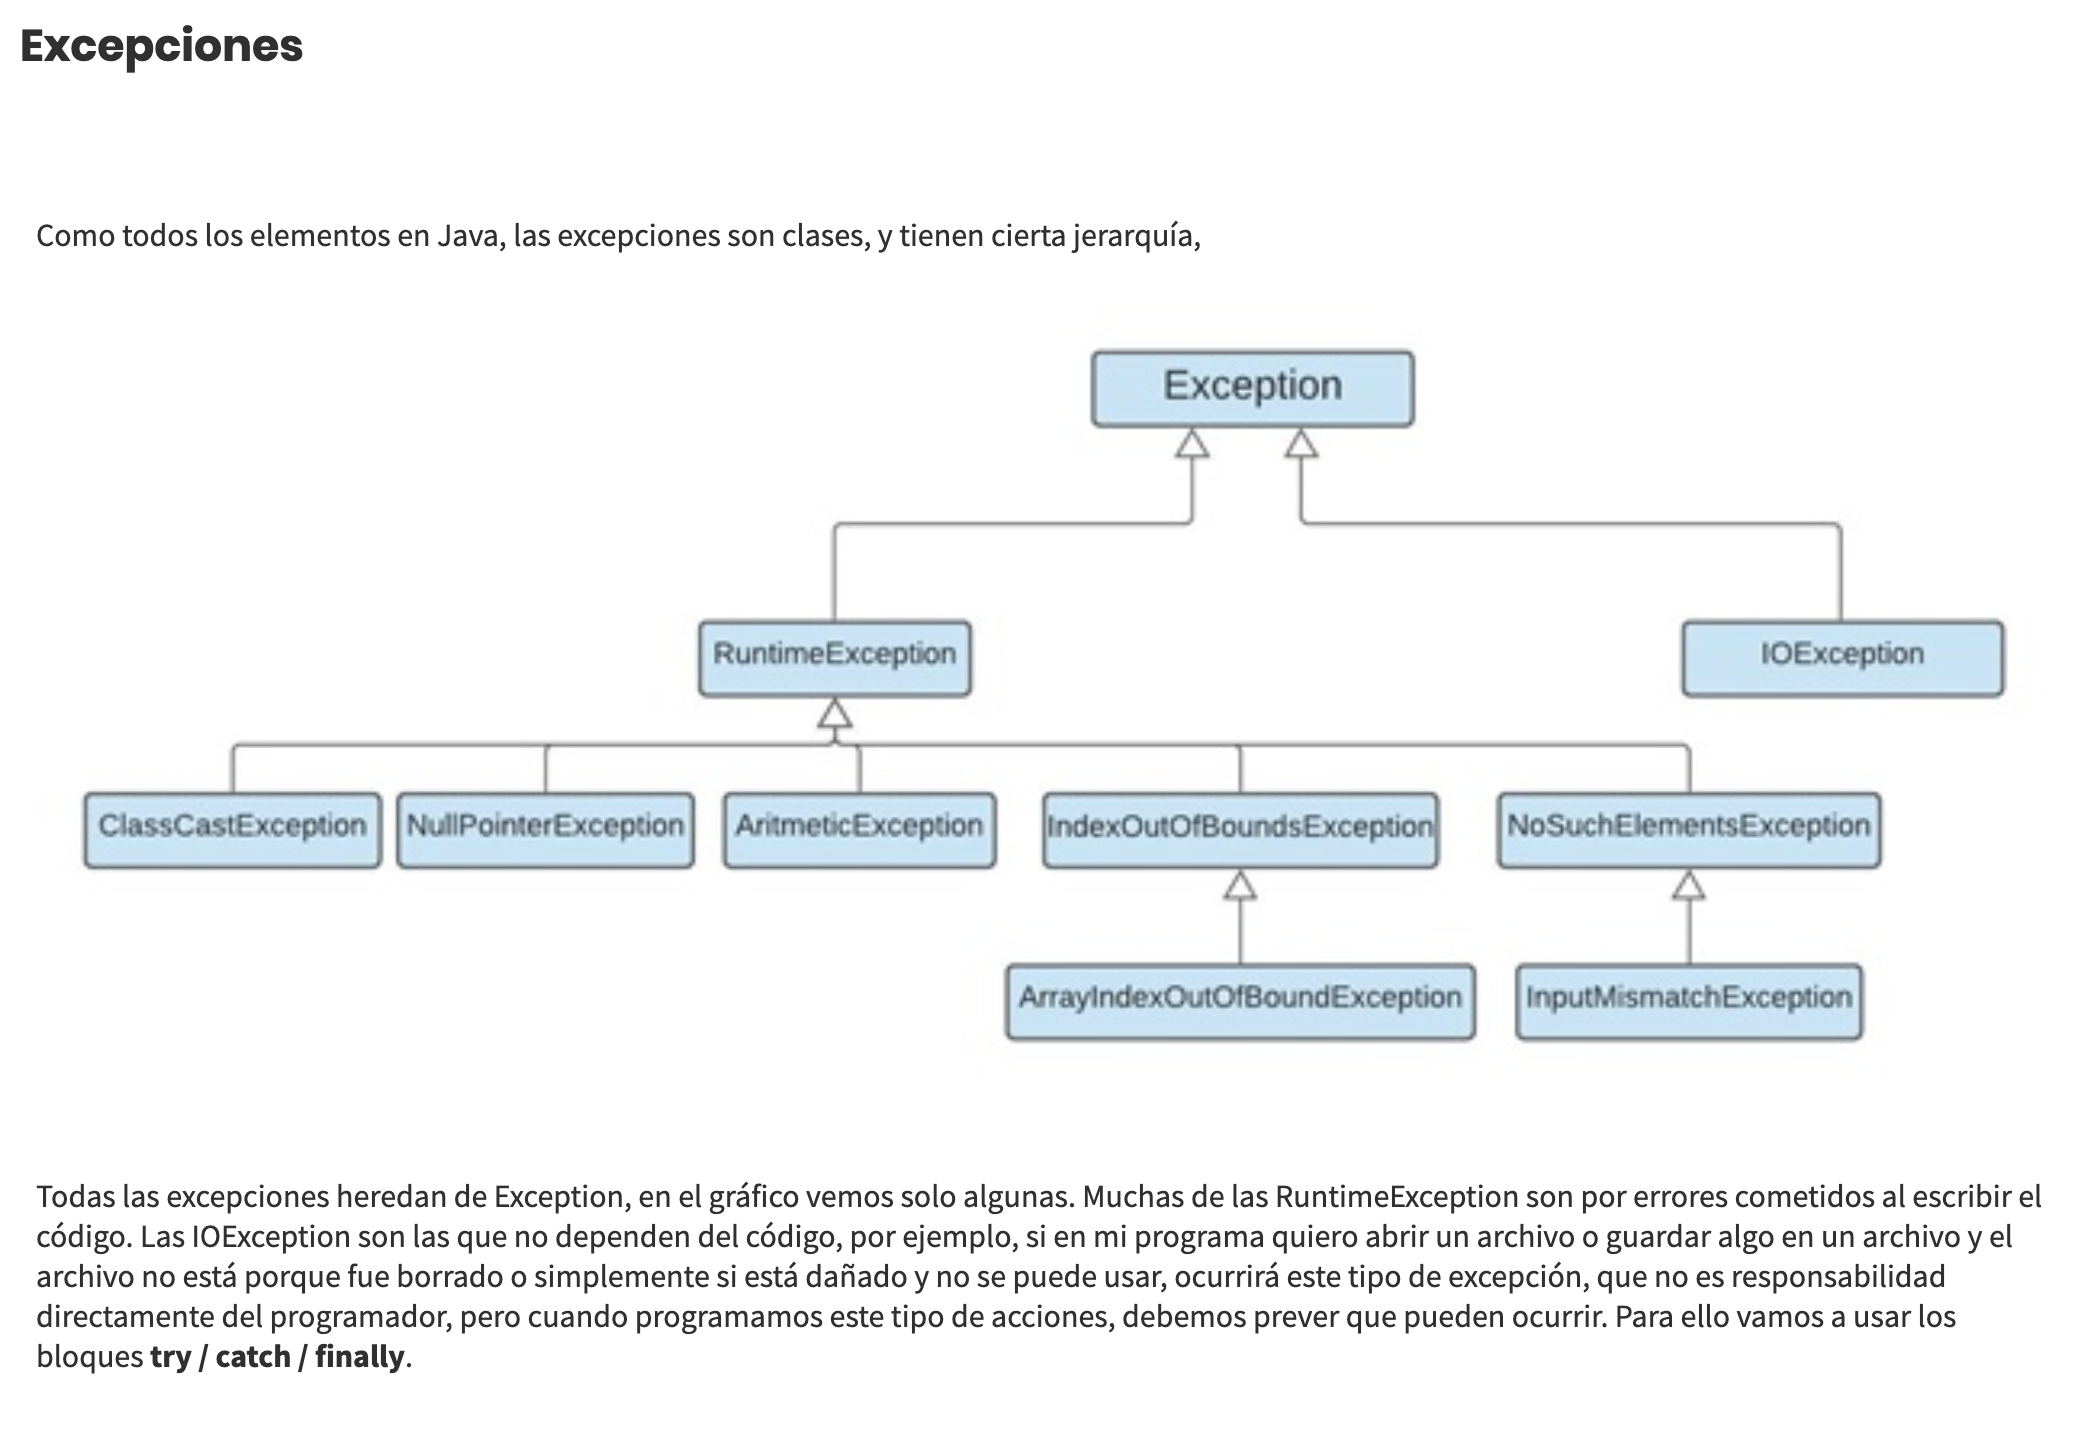 Excepciones
Como todos los elementos en Java, las excepciones son clases, y tienen cierta jerarquía,
Exception
RuntimeException
IOException
ClassCastException
NullPointerException
AritmeticException
IndexOutOfBoundsException
NoSuchElementsException
ArrayIndexOutOfBoundException
InputMismatchException
Todas las excepciones heredan de Exception, en el gráfico vemos solo algunas. Muchas de las RuntimeException son por errores cometidos al escribir el
código. Las IOException son las que no dependen del código, por ejemplo, si en mi programa quiero abrir un archivo o guardar algo en un archivo y el
archivo no está porque fue borrado o simplemente si está dañado y no se puede usar, ocurrirá este tipo de excepción, que no es responsabilidad
directamente del programador, pero cuando programamos este tipo de acciones, debemos prever que pueden ocurrir. Para ello vamos a usar los
bloques try / catch / finally.